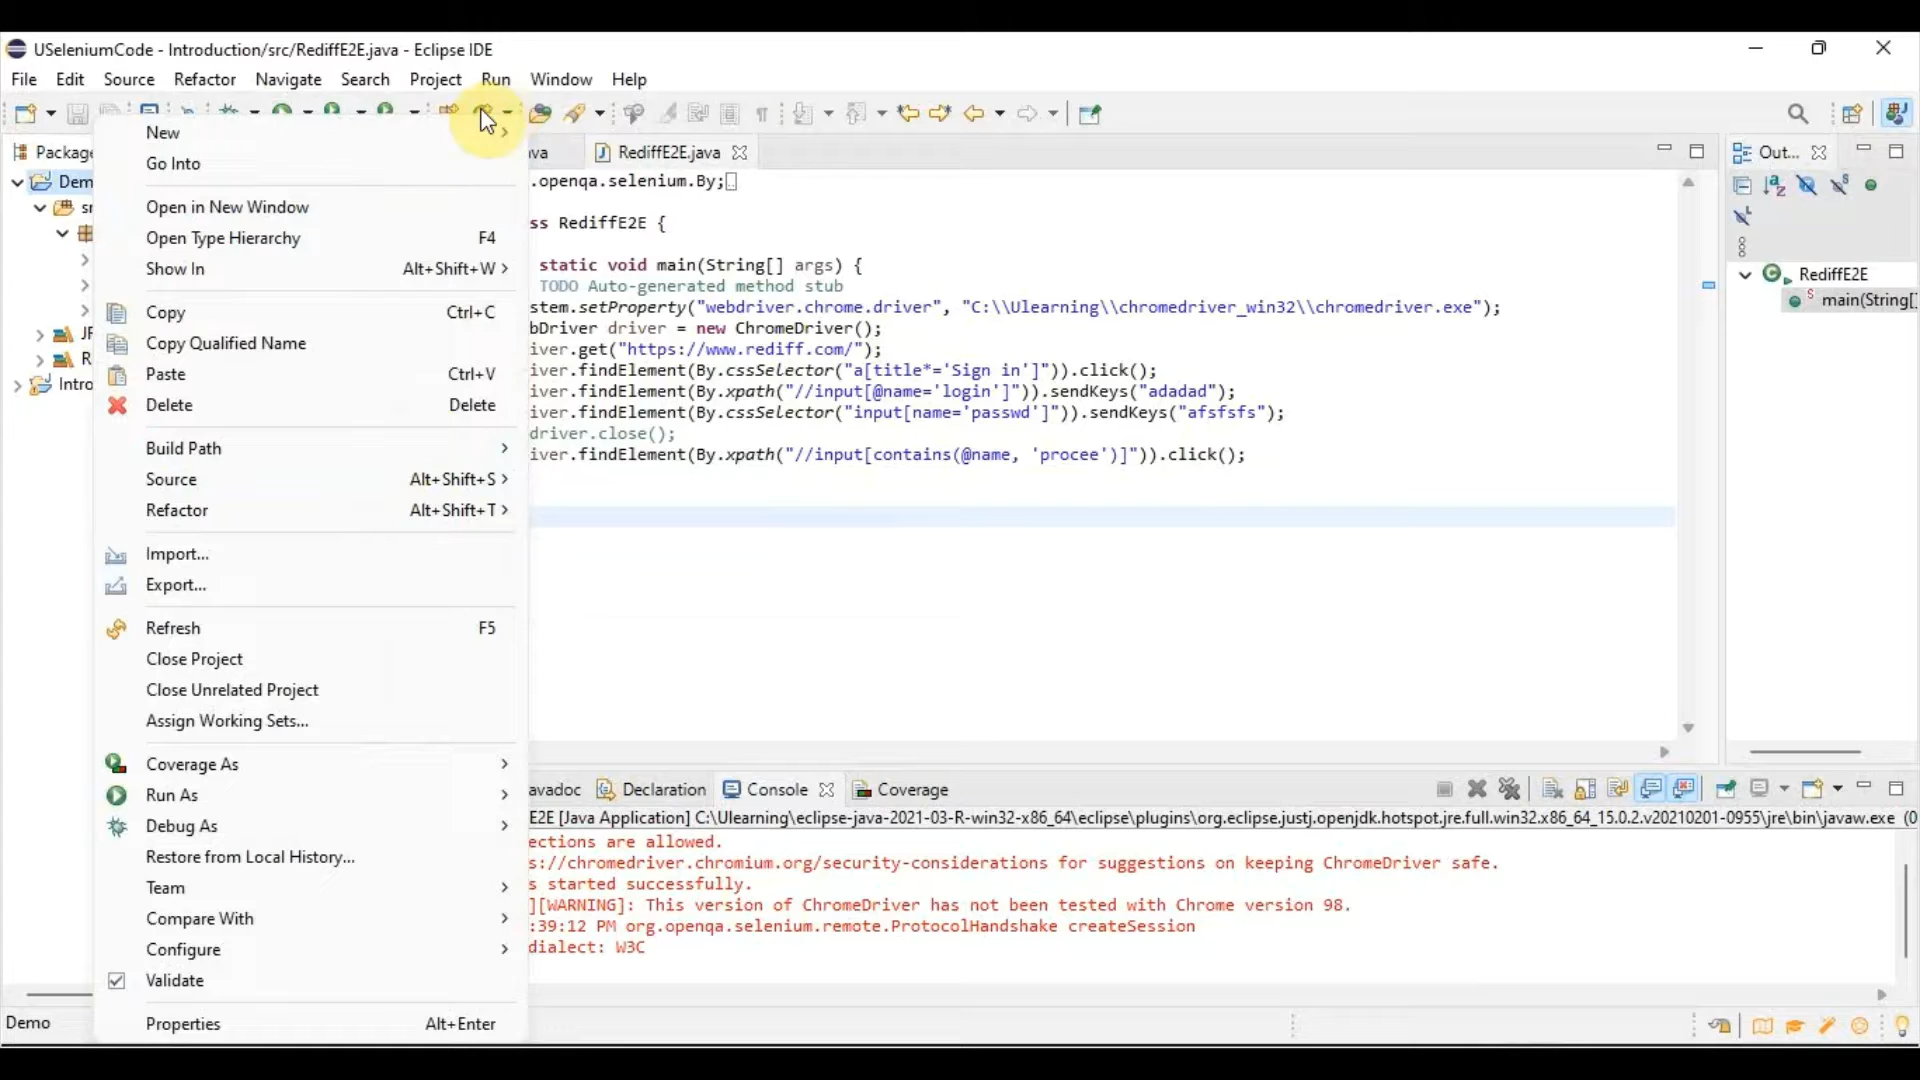 USeleniumCode - Introduction/src/RediffE2E.java - Eclipse IDE
File Edit Source Refactor Navigate Search Project Run Window Help
Package
Dem
sr
JF
R
Intro
New
Go Into
Open in New Window
Open Type Hierarchy F4
Show In Alt+Shift+W >
Copy Ctrl+C
Copy Qualified Name
Paste Ctrl+V
Delete Delete
Build Path >
Source Alt+Shift+S >
Refactor Alt+Shift+T >
Import...
Export...
Refresh F5
Close Project
Close Unrelated Project
Assign Working Sets...
Coverage As >
Run As >
Debug As >
Restore from Local History...
Team >
Compare With >
Configure >
Validate
Properties Alt+Enter
va RediffE2E.java
.openqa.selenium.By;
ss RediffE2E {
static void main(String[] args) {
TODO Auto-generated method stub
stem.setProperty("webdriver.chrome.driver", "C:\\Ulearning\\chromedriver_win32\\chromedriver.exe");
bDriver driver = new ChromeDriver();
iver.get("https://www.rediff.com/");
iver.findElement(By.cssSelector("a[title*='Sign in']")).click();
iver.findElement(By.xpath("//input[@name='login']")).sendKeys("adadad");
iver.findElement(By.cssSelector("input[name='passwd']")).sendKeys("afsfsfs");
driver.close();
iver.findElement(By.xpath("//input[contains(@name, 'procee')]")).click();
Out...
RediffE2E
main(String[]
avadoc Declaration Console Coverage
E2E [Java Application] C:\Ulearning\eclipse-java-2021-03-R-win32-x86_64\eclipse\plugins\org.eclipse.justj.openjdk.hotspot.jre.full.win32.x86_64_15.0.2.v20210201-0955\jre\bin\javaw.exe (0
ections are allowed.
s://chromedriver.chromium.org/security-considerations for suggestions on keeping ChromeDriver safe.
s started successfully.
][WARNING]: This version of ChromeDriver has not been tested with Chrome version 98.
:39:12 PM org.openqa.selenium.remote.ProtocolHandshake createSession
dialect: W3C
Demo